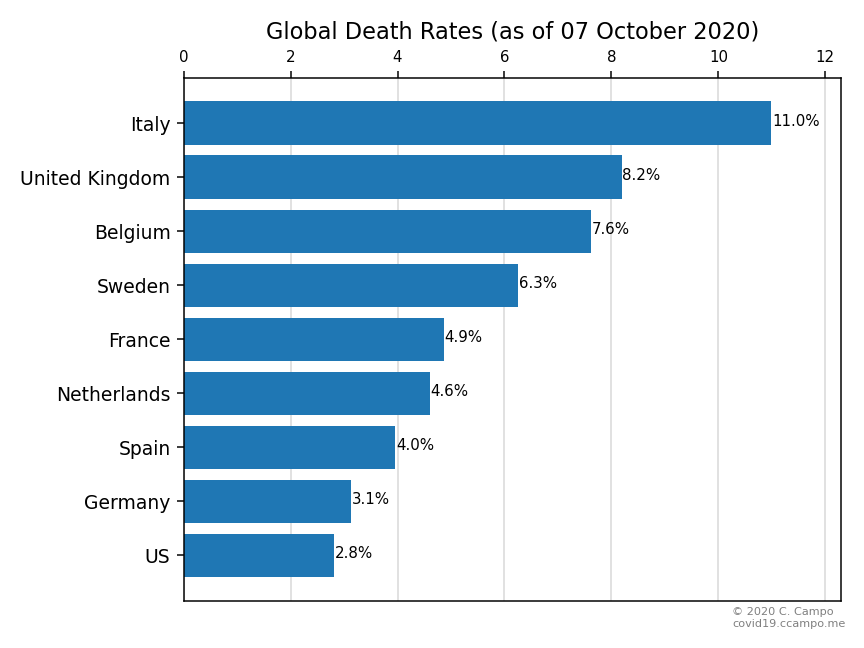 Global Death Rates (as of 07 October 2020)
0 2 4 6 8 10 12
Italy 11.0%
United Kingdom 8.2%
Belgium 7.6%
Sweden 6.3%
France 4.9%
Netherlands 4.6%
Spain 4.0%
Germany 3.1%
US 2.8%
© 2020 C. Campo
covid19.ccampo.me